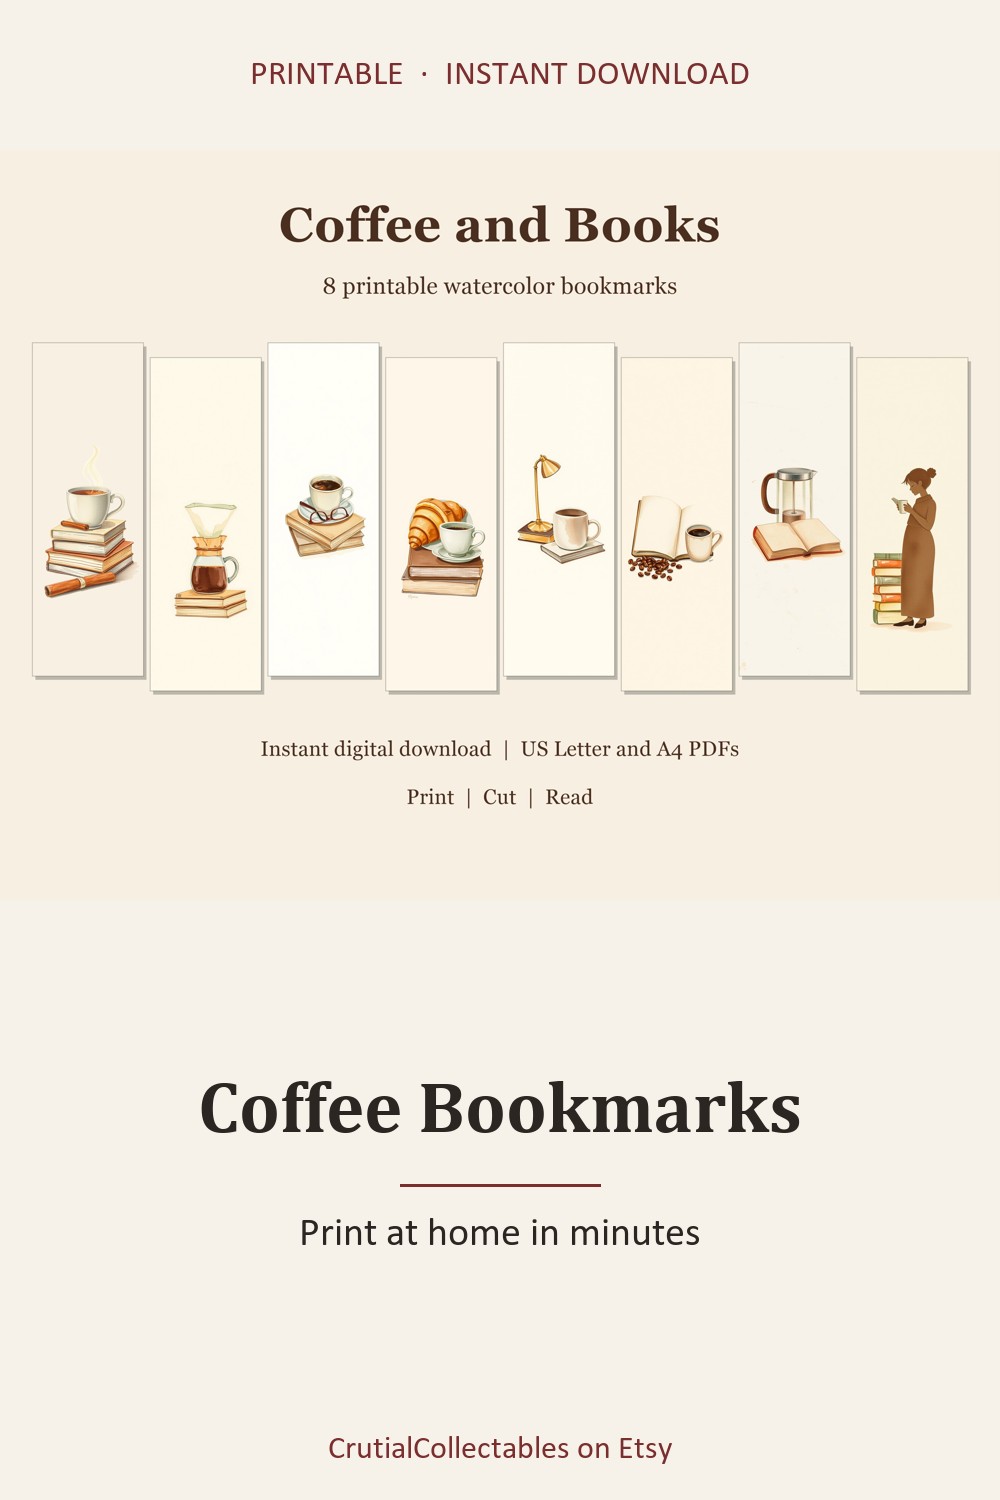 PRINTABLE · INSTANT DOWNLOAD
Coffee and Books
8 printable watercolor bookmarks
Instant digital download | US Letter and A4 PDFs
Print | Cut | Read
Coffee Bookmarks
Print at home in minutes
CrutialCollectables on Etsy